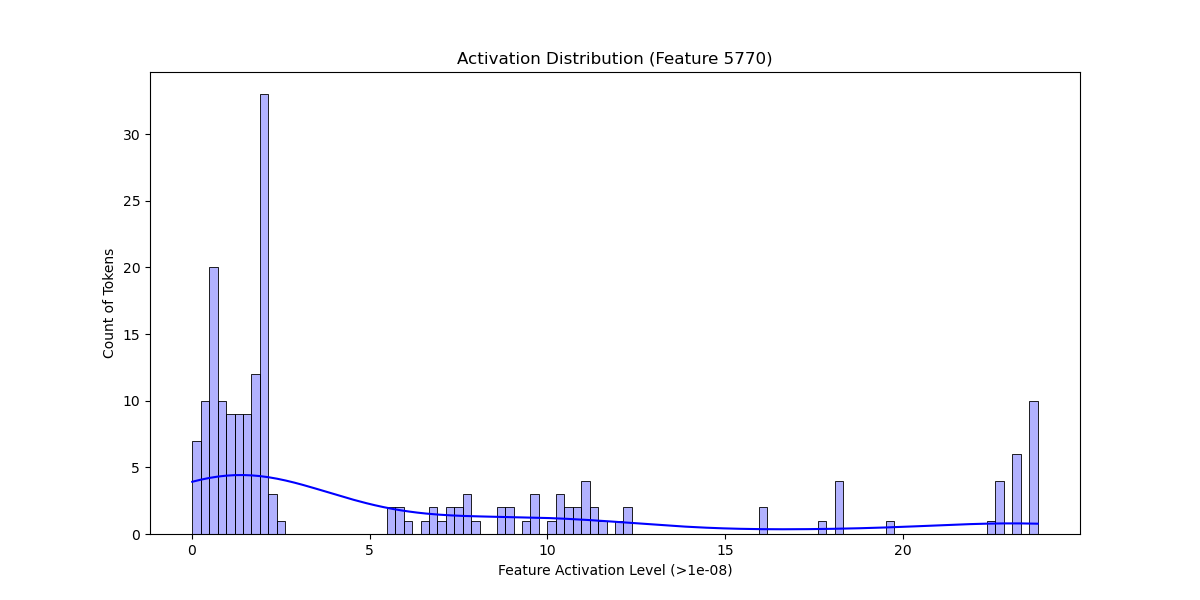 Activation Distribution (Feature 5770)
Count of Tokens
30
25
20
15
10
5
0
0 5 10 15 20
Feature Activation Level (>1e-08)